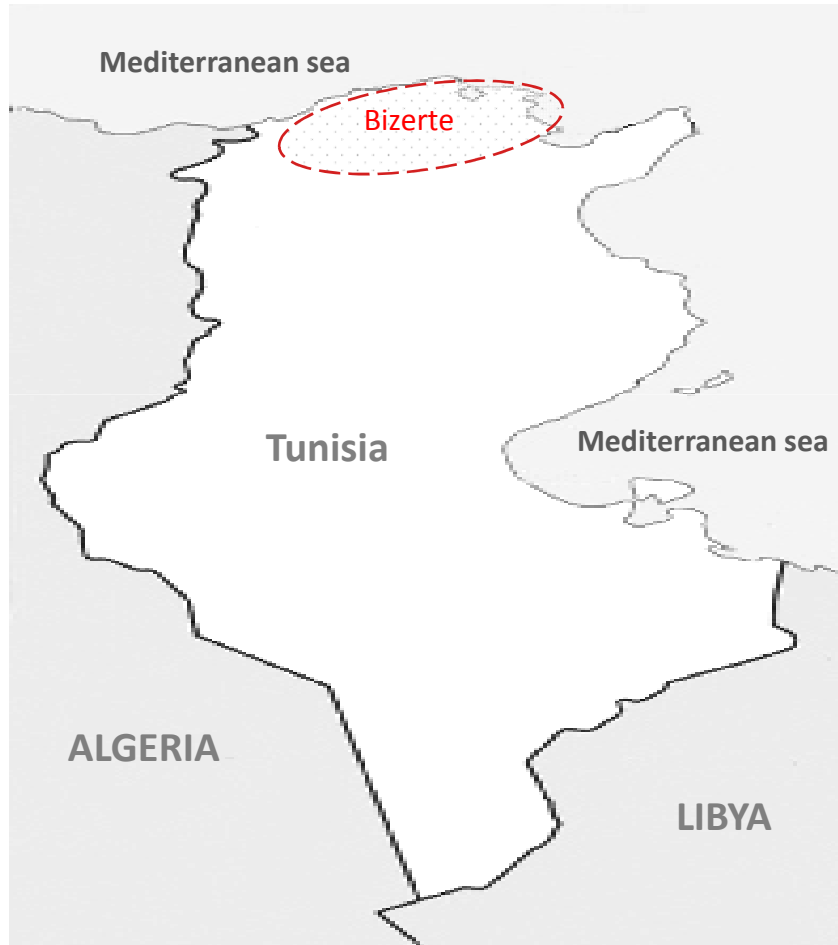 Mediterranean sea
Bizerte
Tunisia
Mediterranean sea
ALGERIA
LIBYA